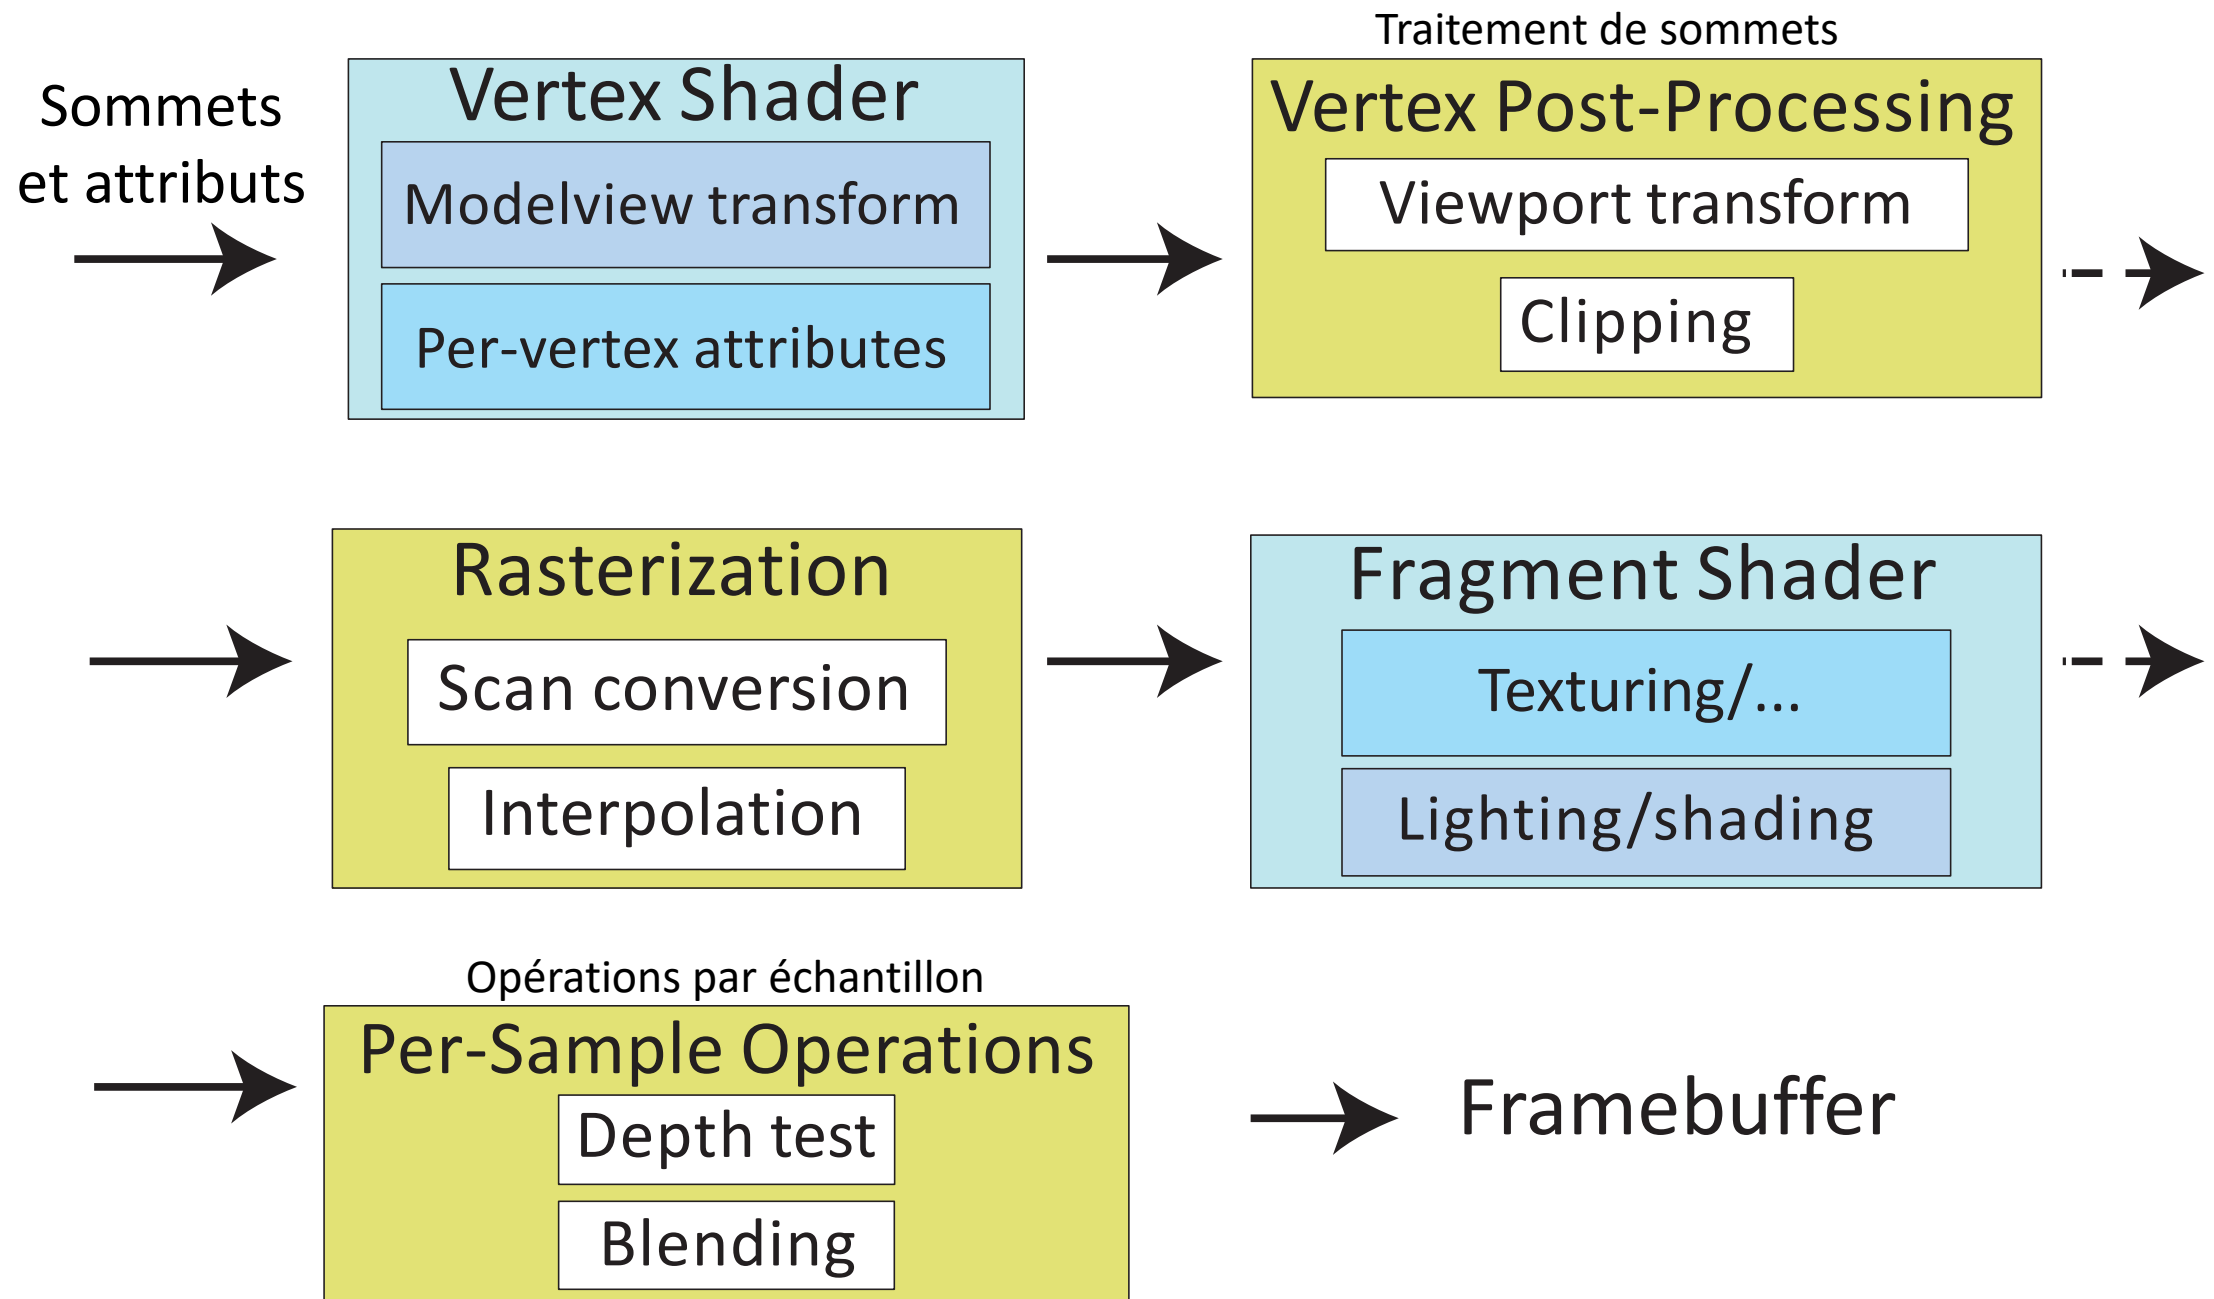 Sommets
et attributs
Vertex Shader
Modelview transform
Per-vertex attributes
Traitement de sommets
Vertex Post-Processing
Viewport transform
Clipping
Rasterization
Scan conversion
Interpolation
Fragment Shader
Texturing/...
Lighting/shading
Opérations par échantillon
Per-Sample Operations
Depth test
Blending
Framebuffer